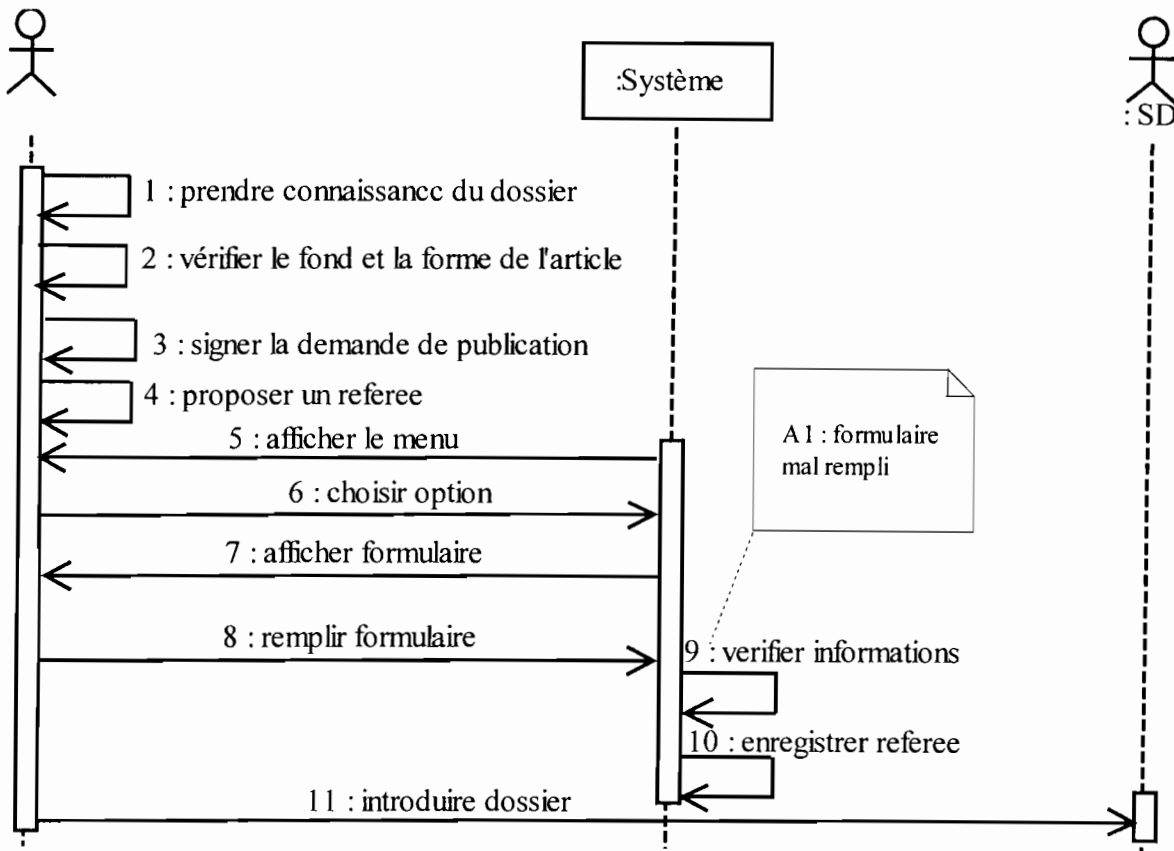 :Système
: SD
1 : prendre connaissance du dossier
2 : vérifier le fond et la forme de l'article
3 : signer la demande de publication
4 : proposer un referee
5 : afficher le menu
A1 : formulaire
mal rempli
6 : choisir option
7 : afficher formulaire
8 : remplir formulaire
9 : verifier informations
10 : enregistrer referee
11 : introduire dossier